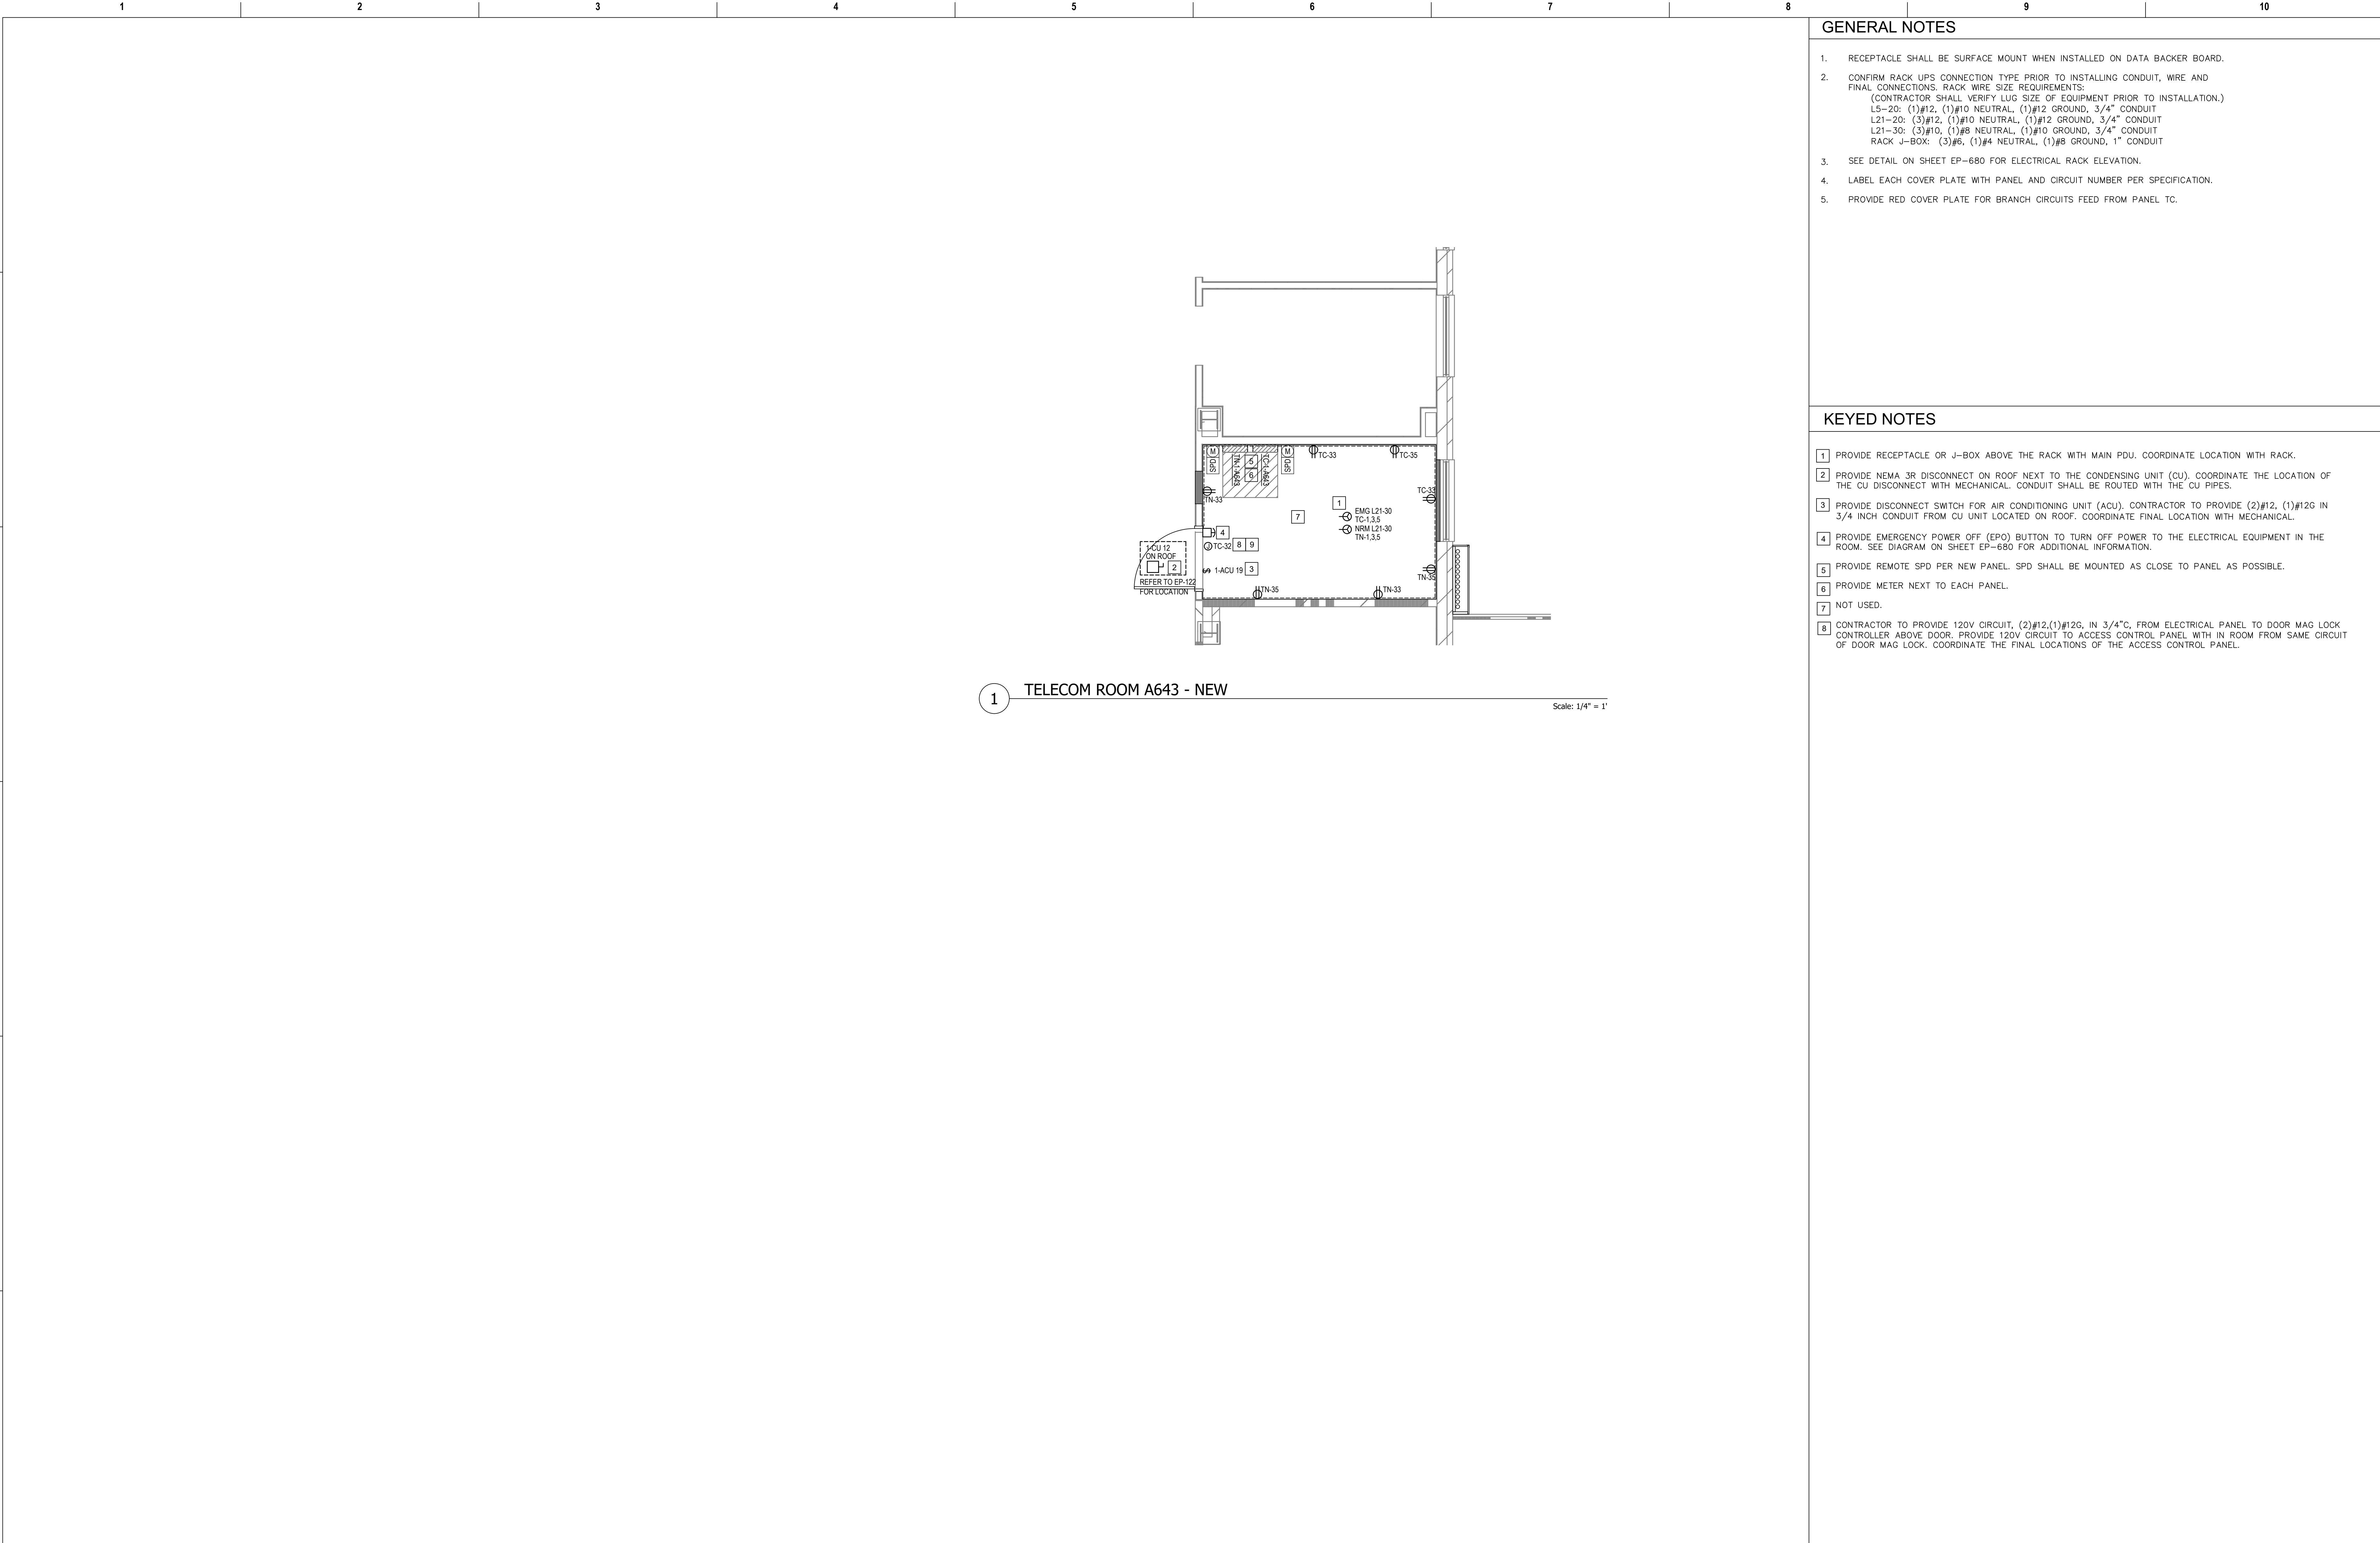 1 2 3 4 5 6 7 8 9 10
GENERAL NOTES
1. RECEPTACLE SHALL BE SURFACE MOUNT WHEN INSTALLED ON DATA BACKER BOARD.
2. CONFIRM RACK UPS CONNECTION TYPE PRIOR TO INSTALLING CONDUIT, WIRE AND
FINAL CONNECTIONS. RACK WIRE SIZE REQUIREMENTS:
(CONTRACTOR SHALL VERIFY LUG SIZE OF EQUIPMENT PRIOR TO INSTALLATION.)
L5-20: (1)#12, (1)#10 NEUTRAL, (1)#12 GROUND, 3/4" CONDUIT
L21-20: (3)#12, (1)#10 NEUTRAL, (1)#12 GROUND, 3/4" CONDUIT
L21-30: (3)#10, (1)#8 NEUTRAL, (1)#10 GROUND, 3/4" CONDUIT
RACK J-BOX: (3)#6, (1)#4 NEUTRAL, (1)#8 GROUND, 1" CONDUIT
3. SEE DETAIL ON SHEET EP-680 FOR ELECTRICAL RACK ELEVATION.
4. LABEL EACH COVER PLATE WITH PANEL AND CIRCUIT NUMBER PER SPECIFICATION.
5. PROVIDE RED COVER PLATE FOR BRANCH CIRCUITS FEED FROM PANEL TC.
KEYED NOTES
1 PROVIDE RECEPTACLE OR J-BOX ABOVE THE RACK WITH MAIN PDU. COORDINATE LOCATION WITH RACK.
2 PROVIDE NEMA 3R DISCONNECT ON ROOF NEXT TO THE CONDENSING UNIT (CU). COORDINATE THE LOCATION OF
THE CU DISCONNECT WITH MECHANICAL. CONDUIT SHALL BE ROUTED WITH THE CU PIPES.
3 PROVIDE DISCONNECT SWITCH FOR AIR CONDITIONING UNIT (ACU). CONTRACTOR TO PROVIDE (2)#12, (1)#12G IN
3/4 INCH CONDUIT FROM CU UNIT LOCATED ON ROOF. COORDINATE FINAL LOCATION WITH MECHANICAL.
4 PROVIDE EMERGENCY POWER OFF (EPO) BUTTON TO TURN OFF POWER TO THE ELECTRICAL EQUIPMENT IN THE
ROOM. SEE DIAGRAM ON SHEET EP-680 FOR ADDITIONAL INFORMATION.
5 PROVIDE REMOTE SPD PER NEW PANEL. SPD SHALL BE MOUNTED AS CLOSE TO PANEL AS POSSIBLE.
6 PROVIDE METER NEXT TO EACH PANEL.
7 NOT USED.
8 CONTRACTOR TO PROVIDE 120V CIRCUIT, (2)#12,(1)#12G, IN 3/4"C, FROM ELECTRICAL PANEL TO DOOR MAG LOCK
CONTROLLER ABOVE DOOR. PROVIDE 120V CIRCUIT TO ACCESS CONTROL PANEL WITH IN ROOM FROM SAME CIRCUIT
OF DOOR MAG LOCK. COORDINATE THE FINAL LOCATIONS OF THE ACCESS CONTROL PANEL.
M
SPD
TN-1-A643
5
6
TC-1-A643
M
SPD
TC-33
TC-35
TN-33
TC-33
1
7
EMG L21-30
TC-1,3,5
NRM L21-30
TN-1,3,5
4
J TC-32 8 9
1-CU 12
ON ROOF
2
REFER TO EP-122
FOR LOCATION
1-ACU 19 3
TN-35
TN-35
TN-33
1 TELECOM ROOM A643 - NEW
Scale: 1/4" = 1'